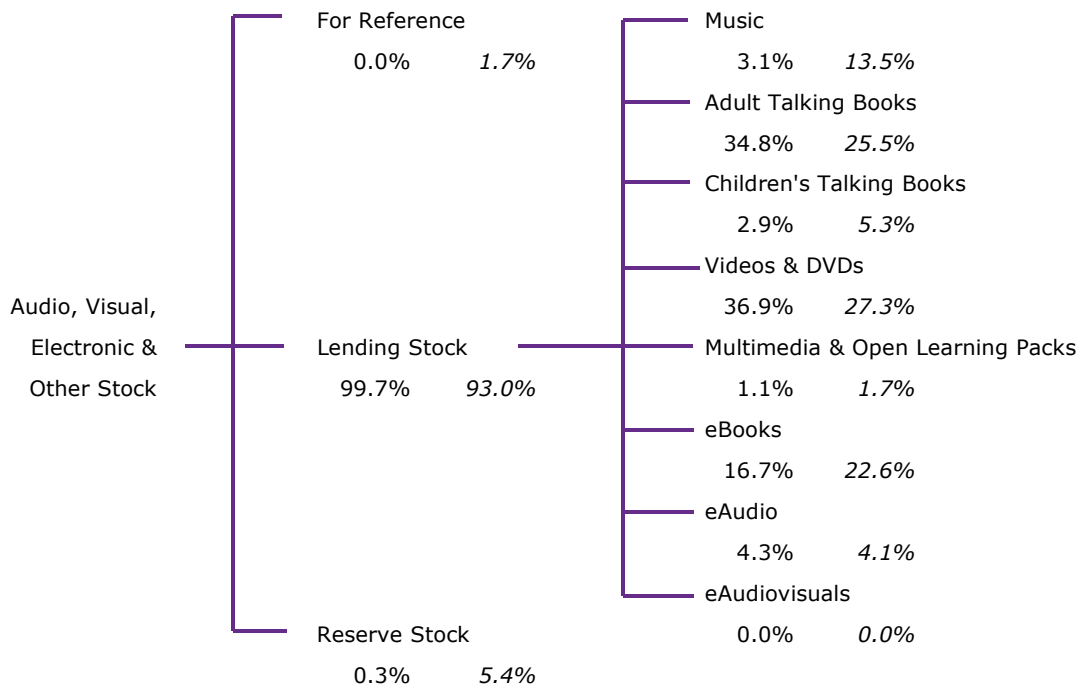 For Reference
0.0% 1.7%
Audio, Visual,
Electronic &
Other Stock
Lending Stock
99.7% 93.0%
Reserve Stock
0.3% 5.4%
Music
3.1% 13.5%
Adult Talking Books
34.8% 25.5%
Children's Talking Books
2.9% 5.3%
Videos & DVDs
36.9% 27.3%
Multimedia & Open Learning Packs
1.1% 1.7%
eBooks
16.7% 22.6%
eAudio
4.3% 4.1%
eAudiovisuals
0.0% 0.0%